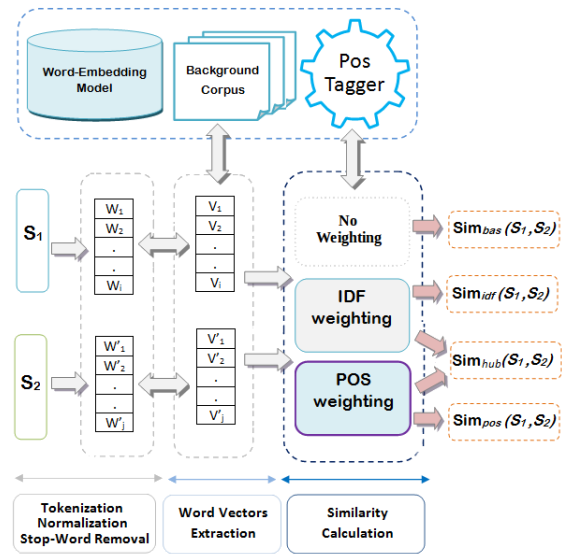 Word-Embedding
Model
Background
Corpus
Pos
Tagger
S1
W1
W2
.
.
Wi
V1
V2
.
.
Vi
No
Weighting
IDF
weighting
POS
weighting
Simbas(S1,S2)
Simidf(S1,S2)
Simhub(S1,S2)
Simpos(S1,S2)
S2
W'1
W'2
.
.
W'j
V'1
V'2
.
.
V'j
Tokenization
Normalization
Stop-Word Removal
Word Vectors
Extraction
Similarity
Calculation